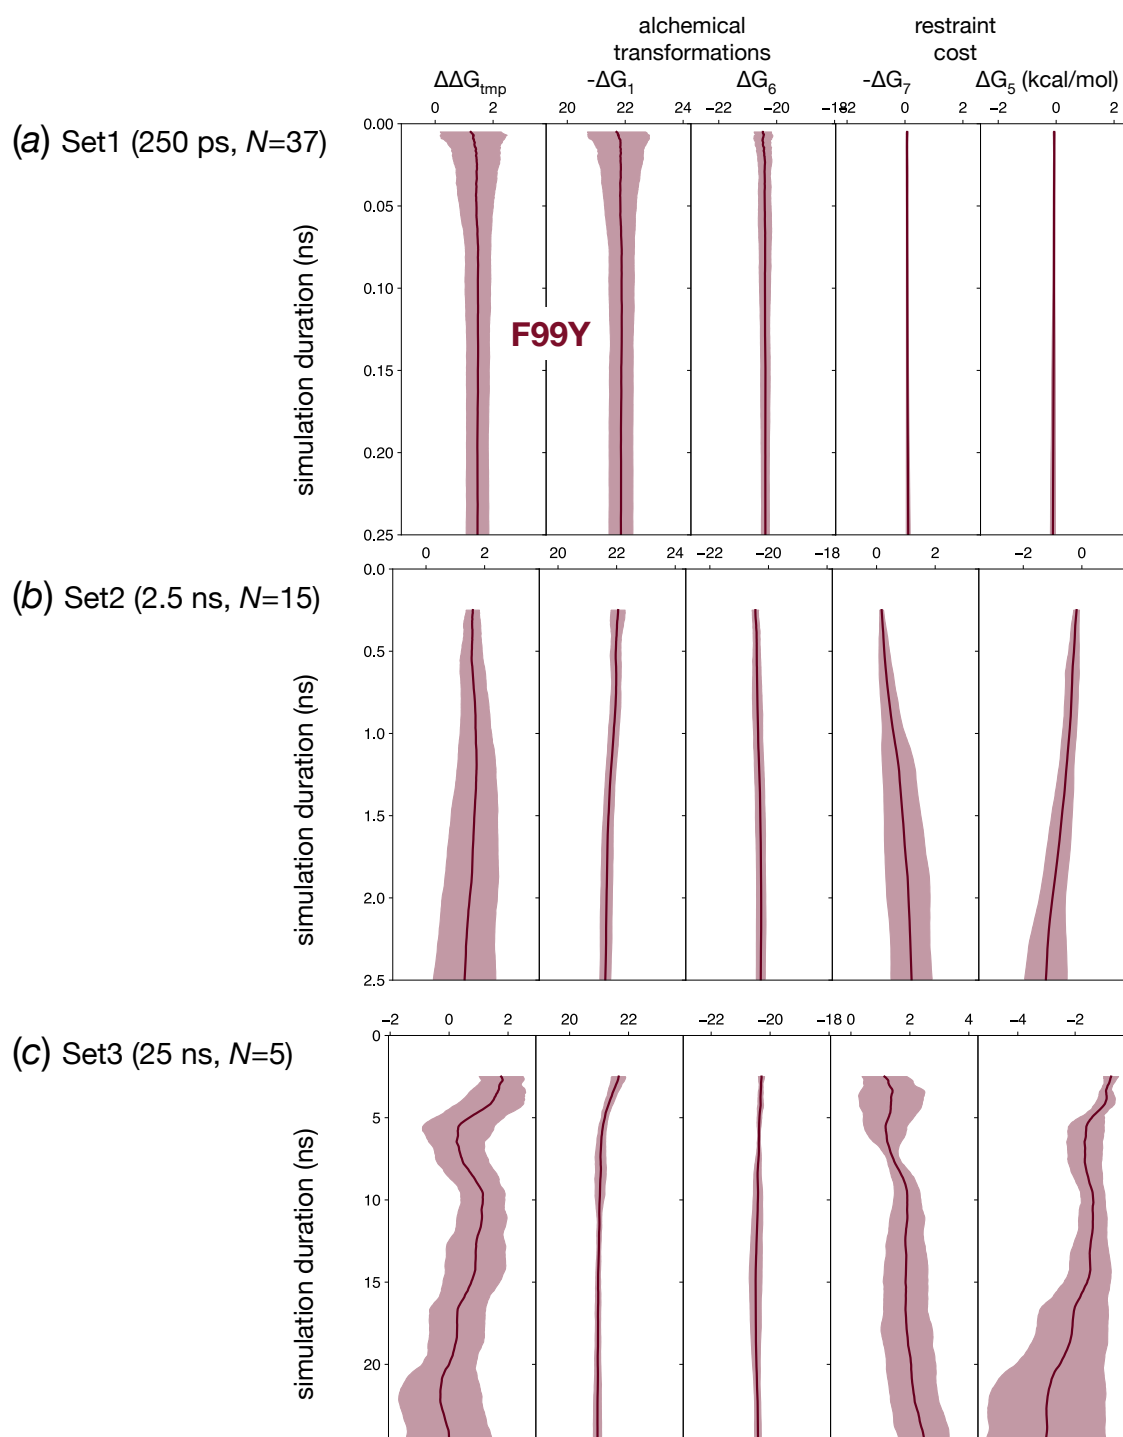 alchemical restraint
transformations cost
ΔΔGtmp -ΔG1 ΔG6 -ΔG7 ΔG5 (kcal/mol)
0 2 20 22 24 −22 −20 −18 −2 0 2 −2 0 2
(a) Set1 (250 ps, N=37)
0.00
0.05
0.10
0.15
0.20
0.25
simulation duration (ns)
F99Y
0 2 20 22 24 −22 −20 −18 0 2 −2 0
(b) Set2 (2.5 ns, N=15)
0.0
0.5
1.0
1.5
2.0
2.5
simulation duration (ns)
−2 0 2 20 22 −22 −20 −18 0 2 4 −4 −2
(c) Set3 (25 ns, N=5)
0
5
10
15
20
simulation duration (ns)